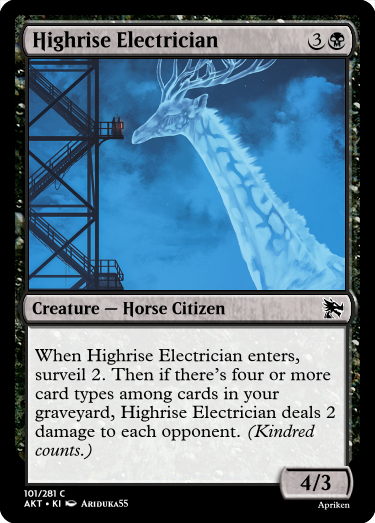 Highrise Electrician 3
Creature — Horse Citizen
When Highrise Electrician enters,
surveil 2. Then if there's four or more
card types among cards in your
graveyard, Highrise Electrician deals 2
damage to each opponent. (Kindred
counts.)
4/3
101/281 C
AKT • KI Ariduka55
Apriken